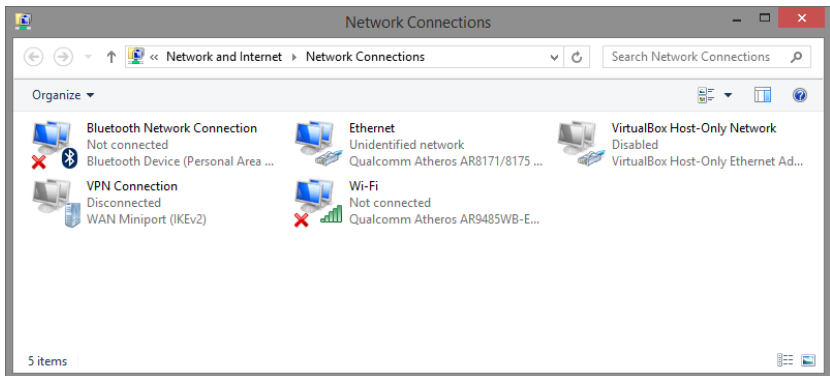 Network Connections
« Network and Internet Network Connections
Search Network Connections
Organize
Bluetooth Network Connection
Not connected
Bluetooth Device (Personal Area ...
Ethernet
Unidentified network
Qualcomm Atheros AR8171/8175 ...
VirtualBox Host-Only Network
Disabled
VirtualBox Host-Only Ethernet Ad...
VPN Connection
Disconnected
WAN Miniport (IKEv2)
Wi-Fi
Not connected
Qualcomm Atheros AR9485WB-E...
5 items